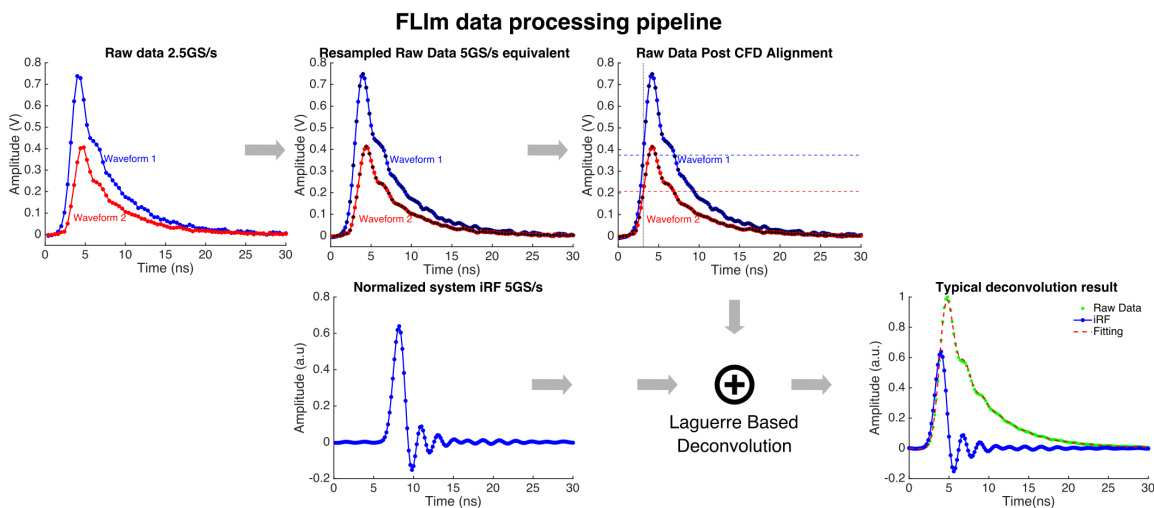 FLIm data processing pipeline
Raw data 2.5GS/s
Amplitude (V)
0.8
0.7
0.6
0.5
0.4
0.3
0.2
0.1
0
Waveform 1
Waveform 2
0 5 10 15 20 25 30
Time (ns)
Resampled Raw Data 5GS/s equivalent
Amplitude (V)
0.8
0.7
0.6
0.5
0.4
0.3
0.2
0.1
0
Waveform 1
Waveform 2
0 5 10 15 20 25 30
Time (ns)
Raw Data Post CFD Alignment
Amplitude (V)
0.8
0.7
0.6
0.5
0.4
0.3
0.2
0.1
0
Waveform 1
Waveform 2
0 5 10 15 20 25 30
Time (ns)
Normalized system iRF 5GS/s
Amplitude (a.u)
0.8
0.6
0.4
0.2
0
-0.2
0 5 10 15 20 25 30
Time (ns)
Laguerre Based
Deconvolution
Typical deconvolution result
Amplitude (a.u.)
1
0.8
0.6
0.4
0.2
0
-0.2
Raw Data
iRF
Fitting
0 5 10 15 20 25 30
Time(ns)